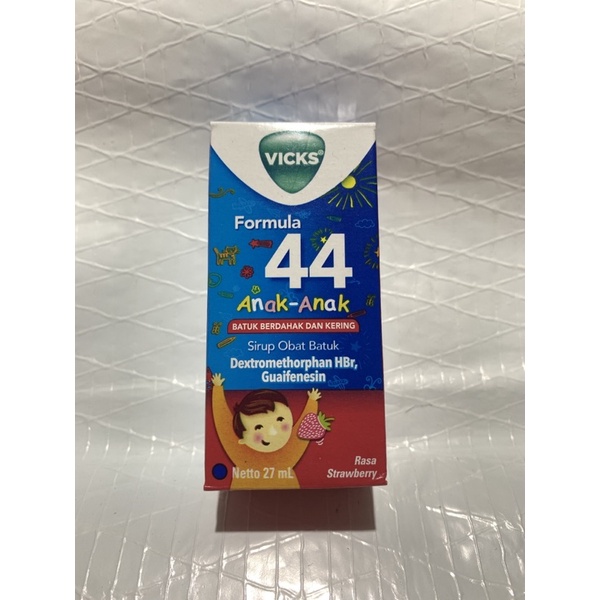 VICKS®
Formula
44
Anak-Anak
BATUK BERDAHAK DAN KERING
Sirup Obat Batuk
Dextromethorphan HBr,
Guaifenesin
Netto 27 mL
Rasa
Strawberry